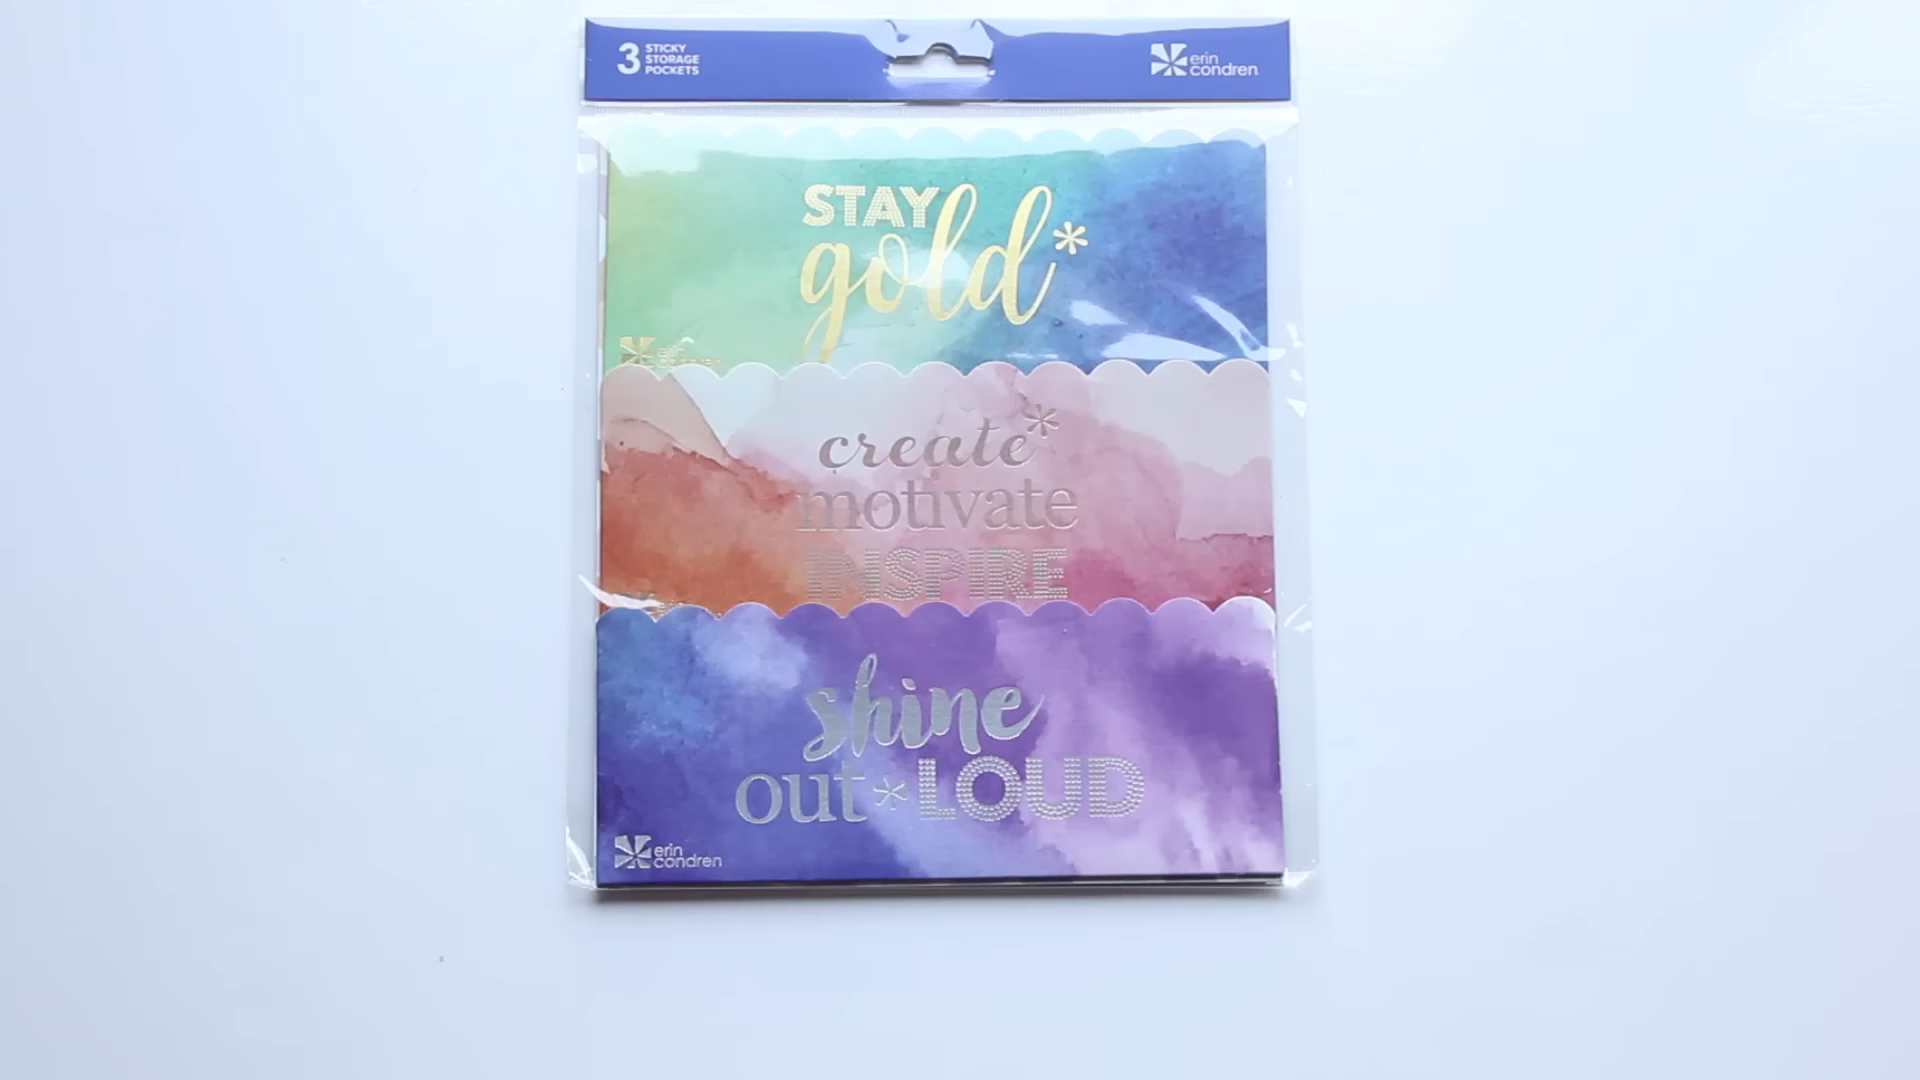 3 STICKY
STORAGE
POCKETS
erin
condren
STAY
gold*
erin
condren
create*
motivate
INSPIRE
shine
out*LOUD
erin
condren